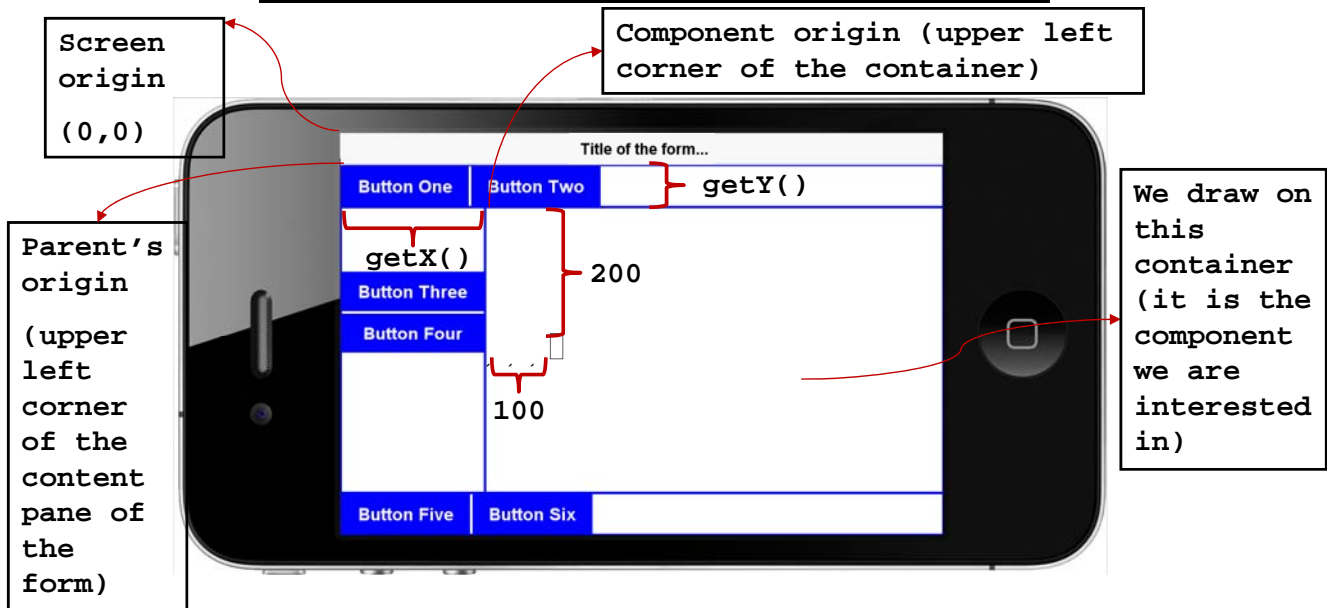 Screen
origin
(0,0)
Component origin (upper left
corner of the container)
Title of the form...
Button One
Button Two
getY()
getX()
200
Button Three
Button Four
100
Button Five
Button Six
Parent’s
origin
(upper
left
corner
of the
content
pane of
the
form)
We draw on
this
container
(it is the
component
we are
interested
in)